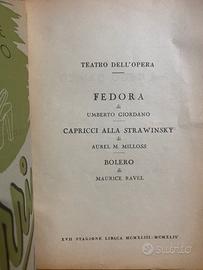 TEATRO DELL'OPERA
FEDORA
di
UMBERTO GIORDANO
CAPRICCI ALLA STRAWINSKY
di
AUREL M. MILLOSS
BOLERO
di
MAURICE RAVEL
XVII STAGIONE LIRICA MCMXLIII-MCMXLIV
subito